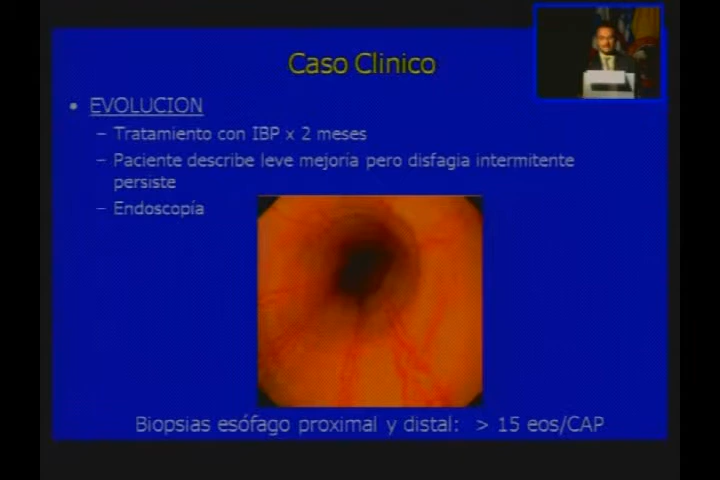 Caso Clinico
• EVOLUCION
– Tratamiento con IBP x 2 meses
– Paciente describe leve mejoría pero disfagia intermitente
persiste
– Endoscopía
Biopsias esófago proximal y distal: > 15 eos/CAP